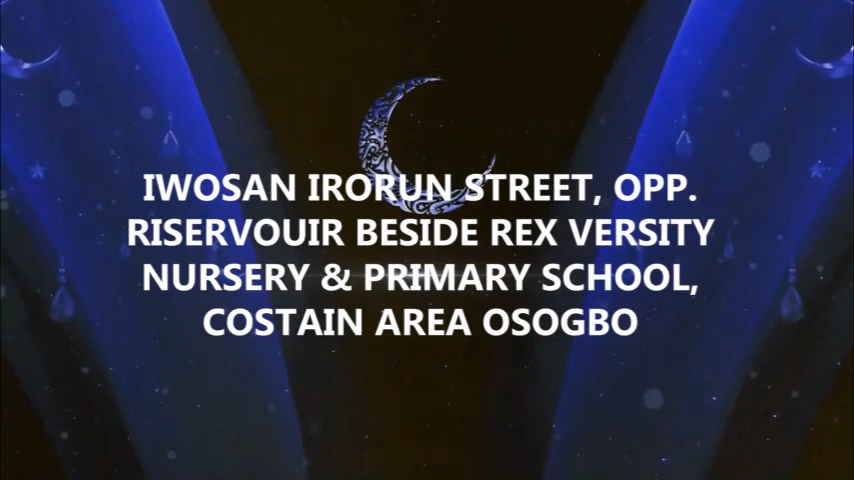 IWOSAN IRORUN STREET, OPP.
RISERVOUIR BESIDE REX VERSITY
NURSERY & PRIMARY SCHOOL,
COSTAIN AREA OSOGBO